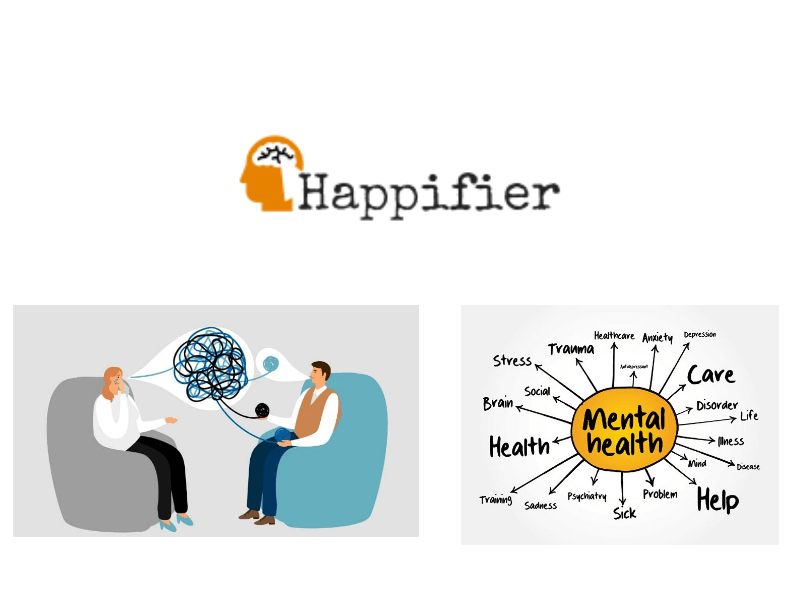 Happifier
Healthcare
Anxiety
Depression
Trauma
Stress
Antidepressant
Care
Social
Brain
Disorder
Life
Mental
health
Health
Illness
Mind
Disease
Training
Sadness
Psychiatry
Problem
Help
Sick